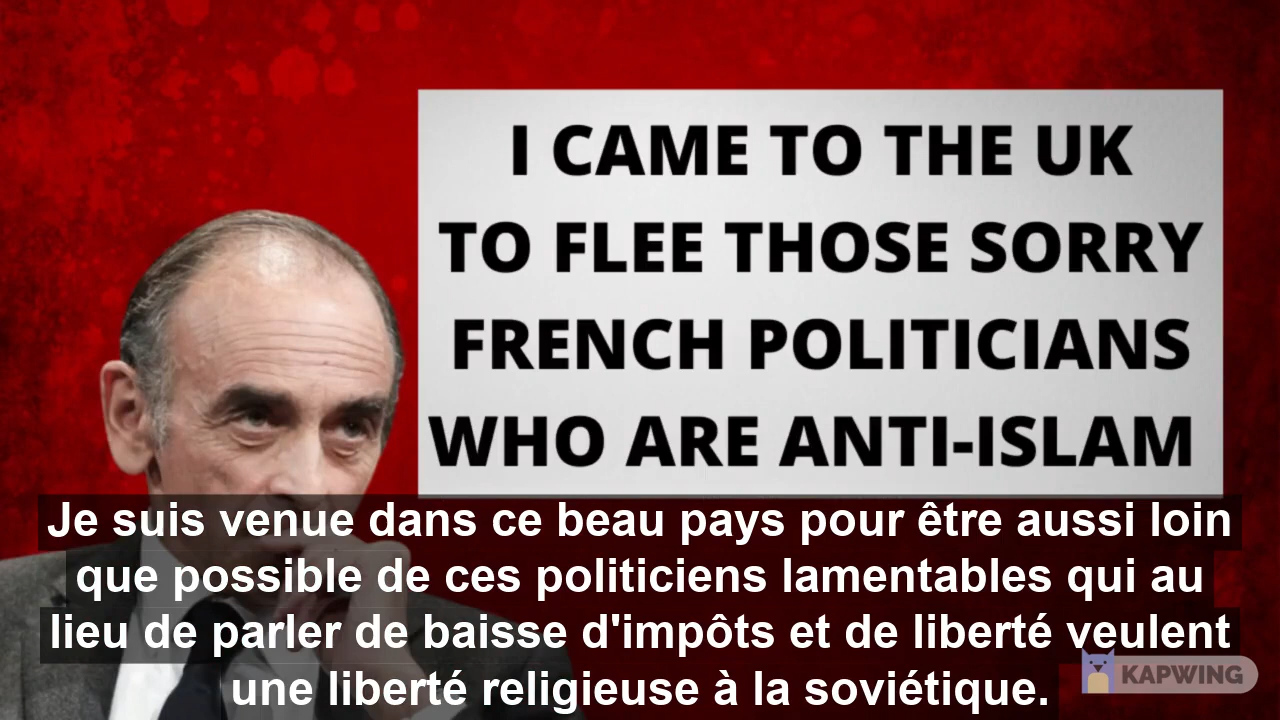 I CAME TO THE UK
TO FLEE THOSE SORRY
FRENCH POLITICIANS
WHO ARE ANTI-ISLAM
Je suis venue dans ce beau pays pour être aussi loin
que possible de ces politiciens lamentables qui au
lieu de parler de baisse d'impôts et de liberté veulent
une liberté religieuse à la soviétique.
KAPWING